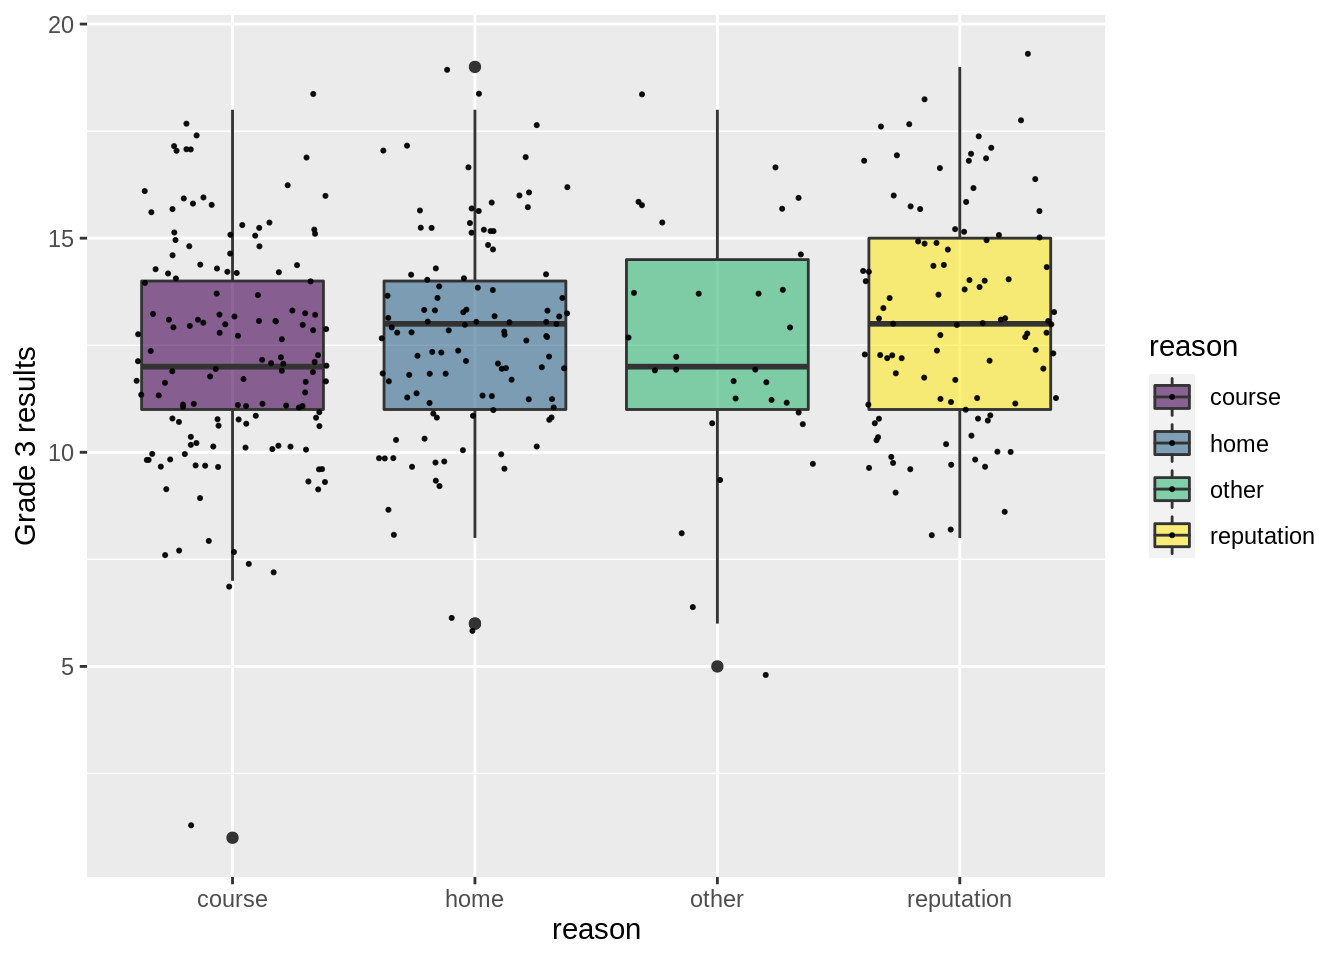 20
15
10
5
Grade 3 results
course
home
other
reputation
reason
reason
course
home
other
reputation